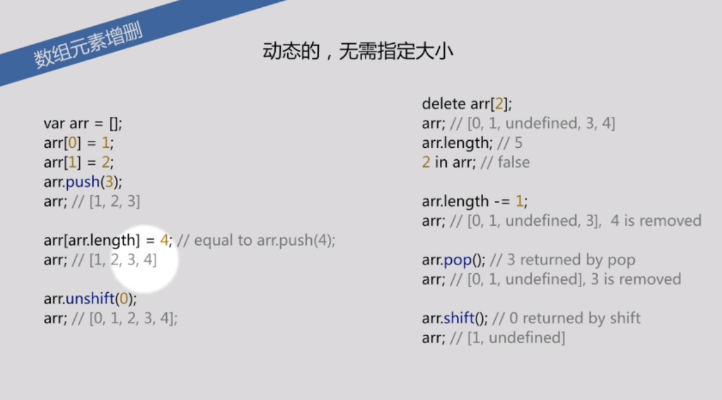 数组元素增删
动态的，无需指定大小
var arr = [];
arr[0] = 1;
arr[1] = 2;
arr.push(3);
arr; // [1, 2, 3]
arr[arr.length] = 4; // equal to arr.push(4);
arr; // [1, 2, 3, 4]
arr.unshift(0);
arr; // [0, 1, 2, 3, 4];
delete arr[2];
arr; // [0, 1, undefined, 3, 4]
arr.length; // 5
2 in arr; // false
arr.length -= 1;
arr; // [0, 1, undefined, 3],  4 is removed
arr.pop(); // 3 returned by pop
arr; // [0, 1, undefined], 3 is removed
arr.shift(); // 0 returned by shift
arr; // [1, undefined]